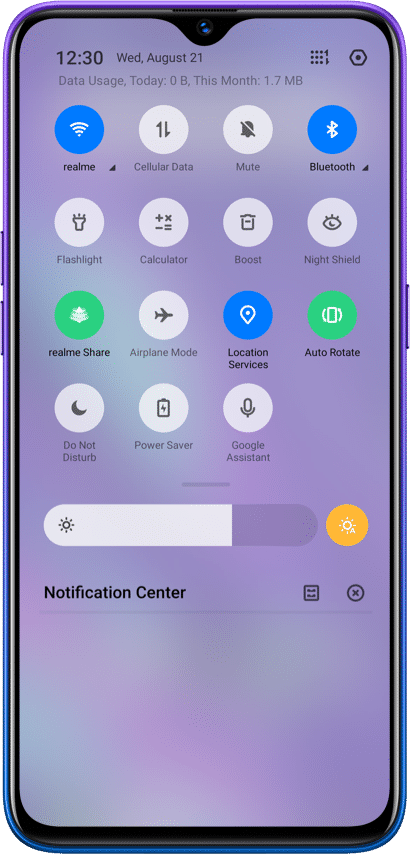 12:30 Wed, August 21
Data Usage, Today: 0 B, This Month: 1.7 MB
realme Cellular Data Mute Bluetooth
Flashlight Calculator Boost Night Shield
realme Share Airplane Mode Location Services Auto Rotate
Do Not Disturb Power Saver Google Assistant
A
Notification Center